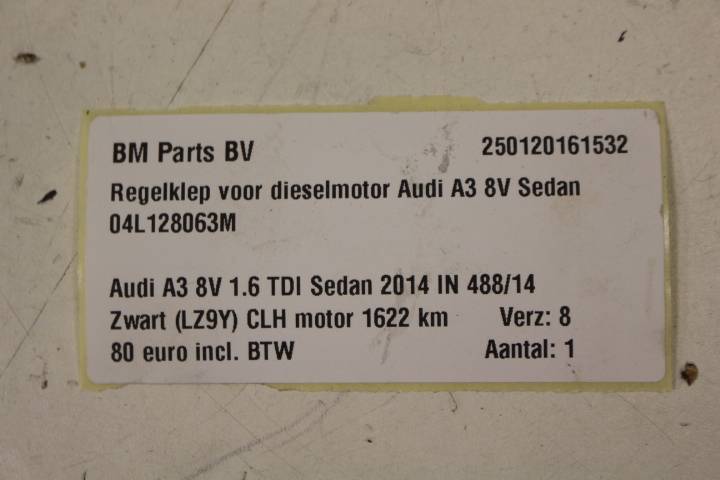 BM Parts BV 250120161532
Regelklep voor dieselmotor Audi A3 8V Sedan
04L128063M
Audi A3 8V 1.6 TDI Sedan 2014 IN 488/14
Zwart (LZ9Y) CLH motor 1622 km Verz: 8
80 euro incl. BTW Aantal: 1